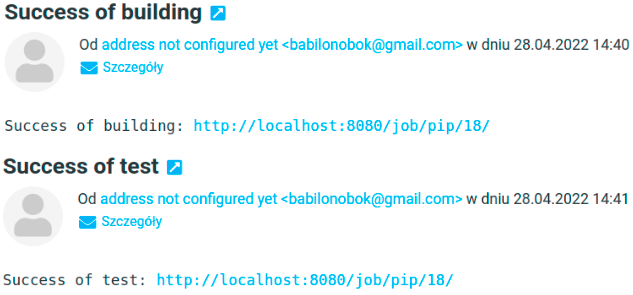 Success of building
Od address not configured yet <babilonobok@gmail.com> w dniu 28.04.2022 14:40
Szczegóły
Success of building: http://localhost:8080/job/pip/18/
Success of test
Od address not configured yet <babilonobok@gmail.com> w dniu 28.04.2022 14:41
Szczegóły
Success of test: http://localhost:8080/job/pip/18/